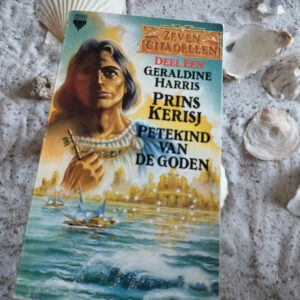 ZEVEN
CITADELLEN
DEEL EEN
GERALDINE
HARRIS
PRINS
KERISJ
PETEKIND
VAN
DE GODEN